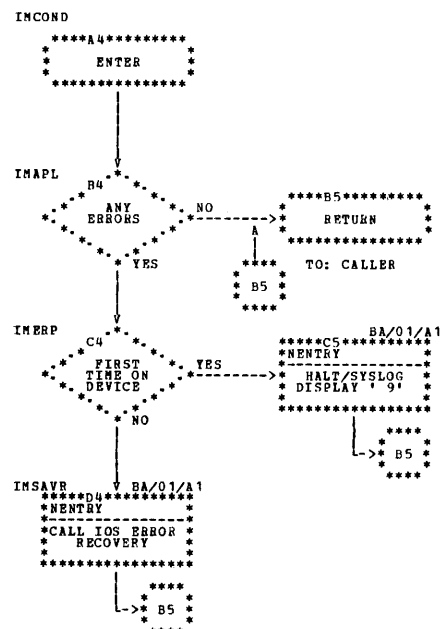 IMCOND
A4
ENTER
IMAPL
B4
ANY
ERRORS
NO
B5
RETURN
A
TO: CALLER
B5
YES
IMERP
C4
FIRST
TIME ON
DEVICE
YES
BA/01/A1
C5
NENTRY
HALT/SYSLOG
DISPLAY ' 9'
B5
NO
IMSAVR
BA/01/A1
D4
NENTRY
CALL IOS ERROR
RECOVERY
B5